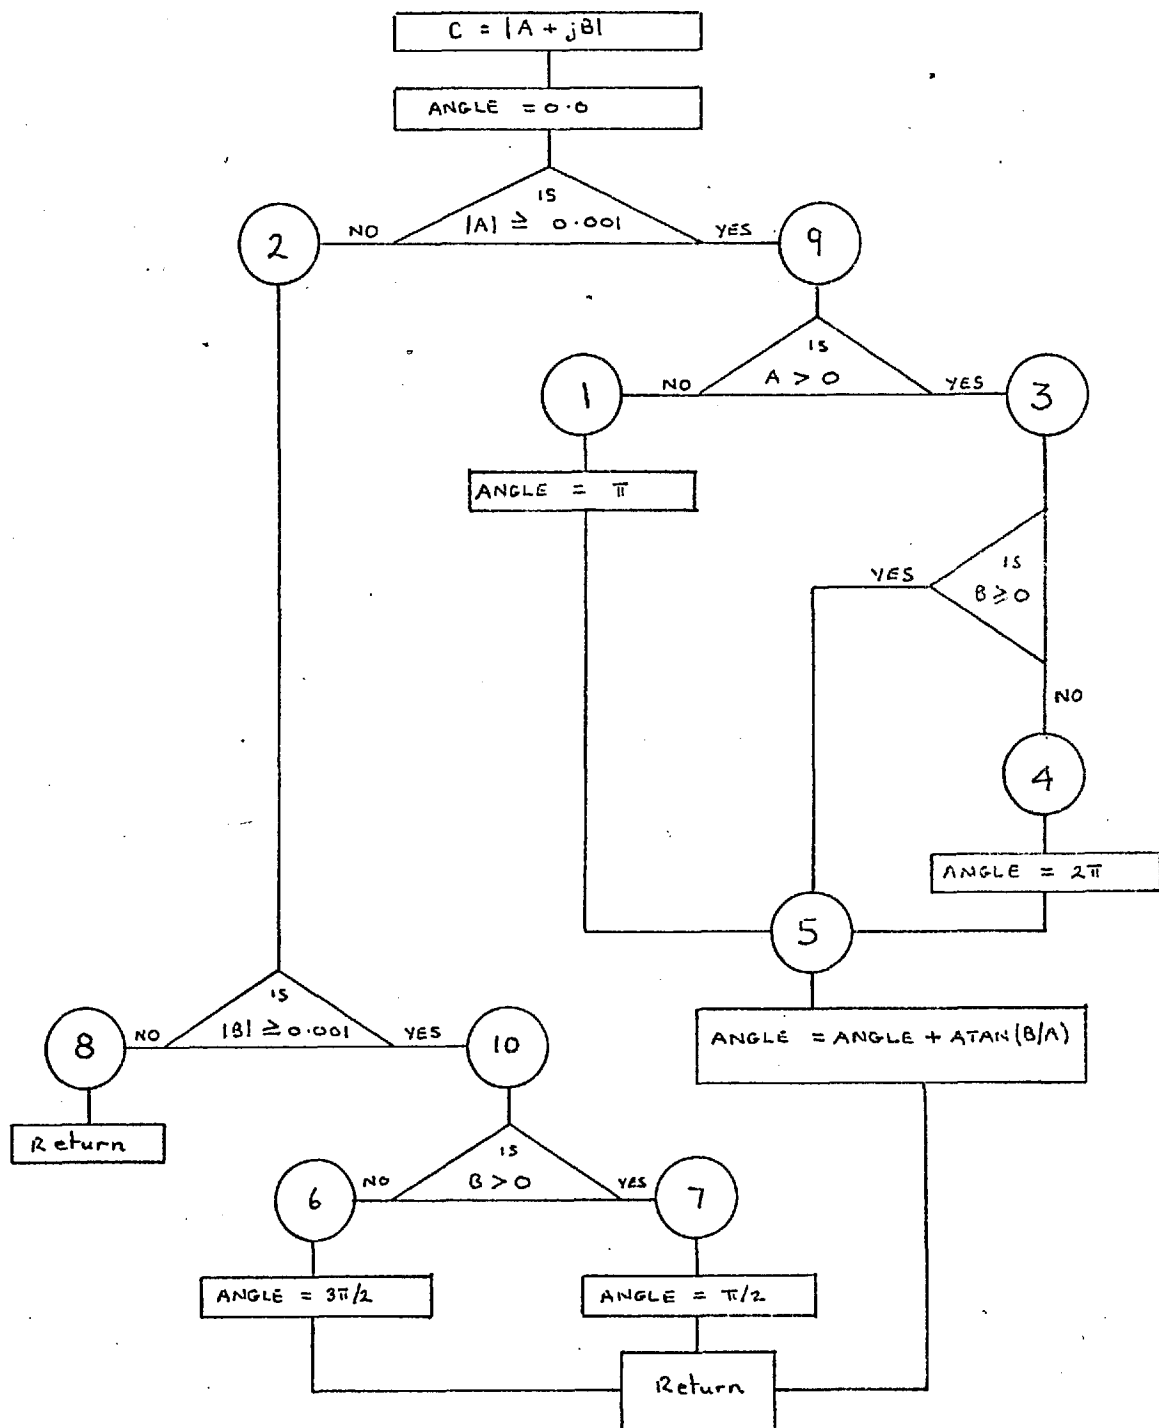 C = |A + jB|
ANGLE = 0·0
IS
|A| ≥ 0·001
NO
YES
2
9
IS
A > 0
NO
YES
1
3
ANGLE = π
IS
B ≥ 0
YES
NO
4
ANGLE = 2π
5
IS
|B| ≥ 0·001
NO
YES
8
10
ANGLE = ANGLE + ATAN(B/A)
Return
IS
B > 0
NO
YES
6
7
ANGLE = 3π/2
ANGLE = π/2
Return